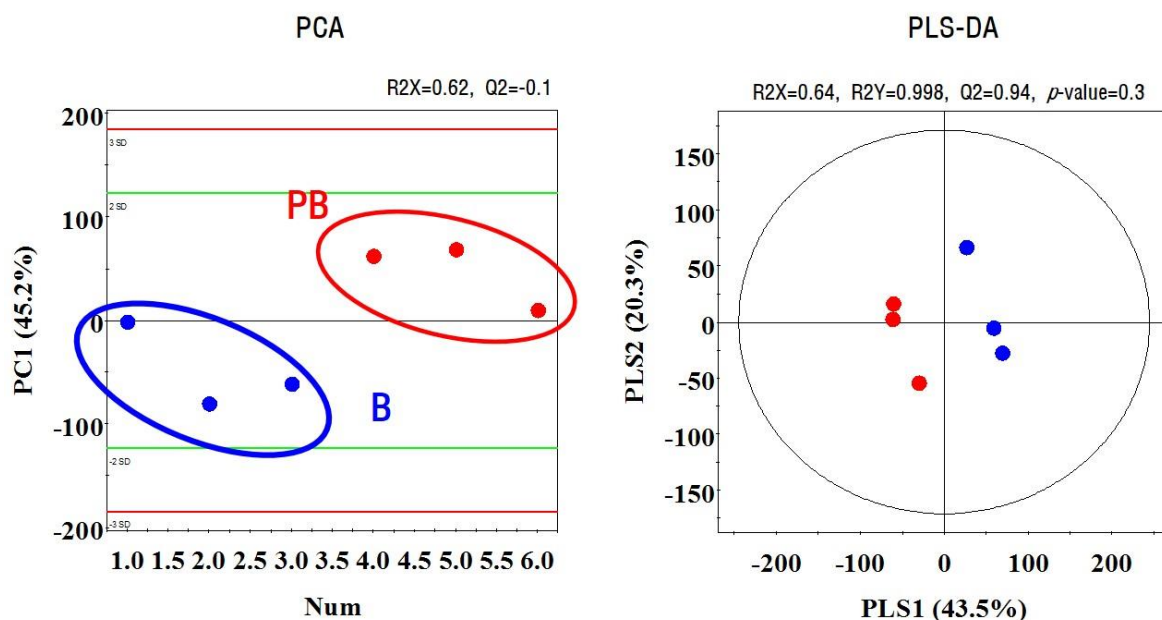 PCA
R2X=0.62, Q2=-0.1
200
3 SD
2 SD
PB
100
PC1 (45.2%)
0
B
-100
-2 SD
-3 SD
-200
1.0 1.5 2.0 2.5 3.0 3.5 4.0 4.5 5.0 5.5 6.0
Num
PLS-DA
R2X=0.64, R2Y=0.998, Q2=0.94, p-value=0.3
150
100
50
PLS2 (20.3%)
0
-50
-100
-150
-200 -100 0 100 200
PLS1 (43.5%)